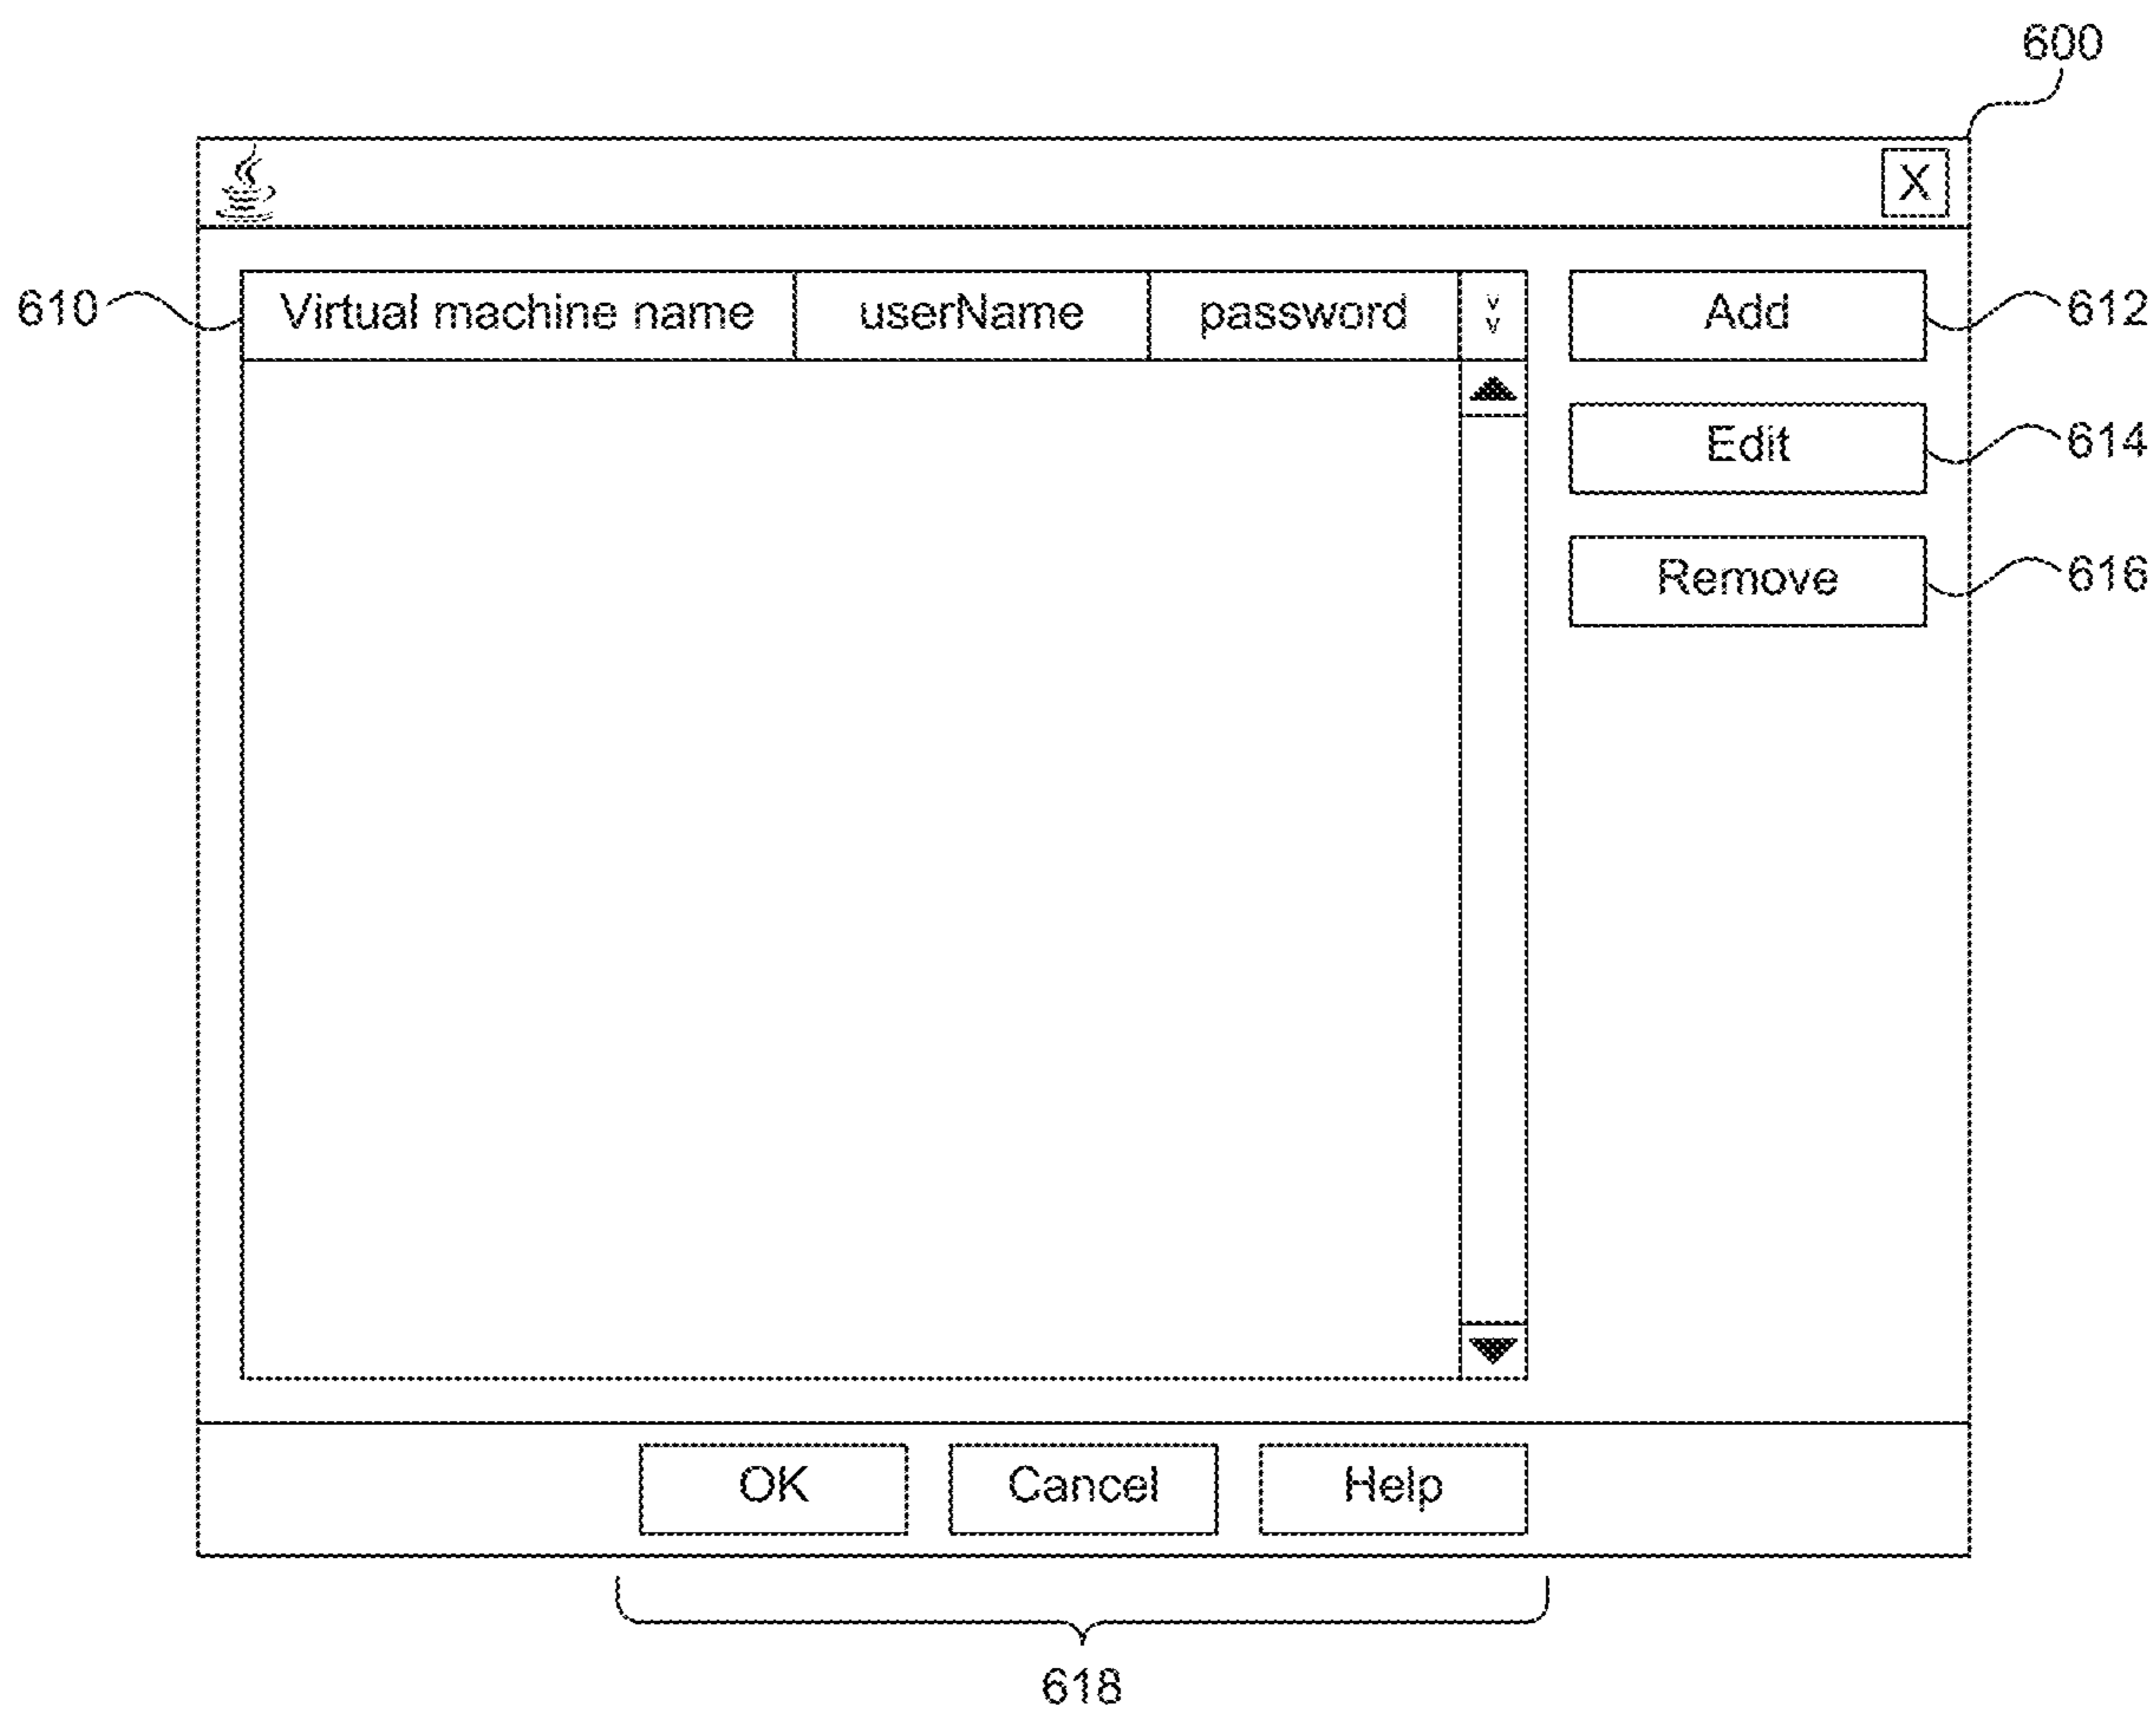 600
X
610
Virtual machine name userName password
Add
612
Edit
614
Remove
616
OK Cancel Help
618